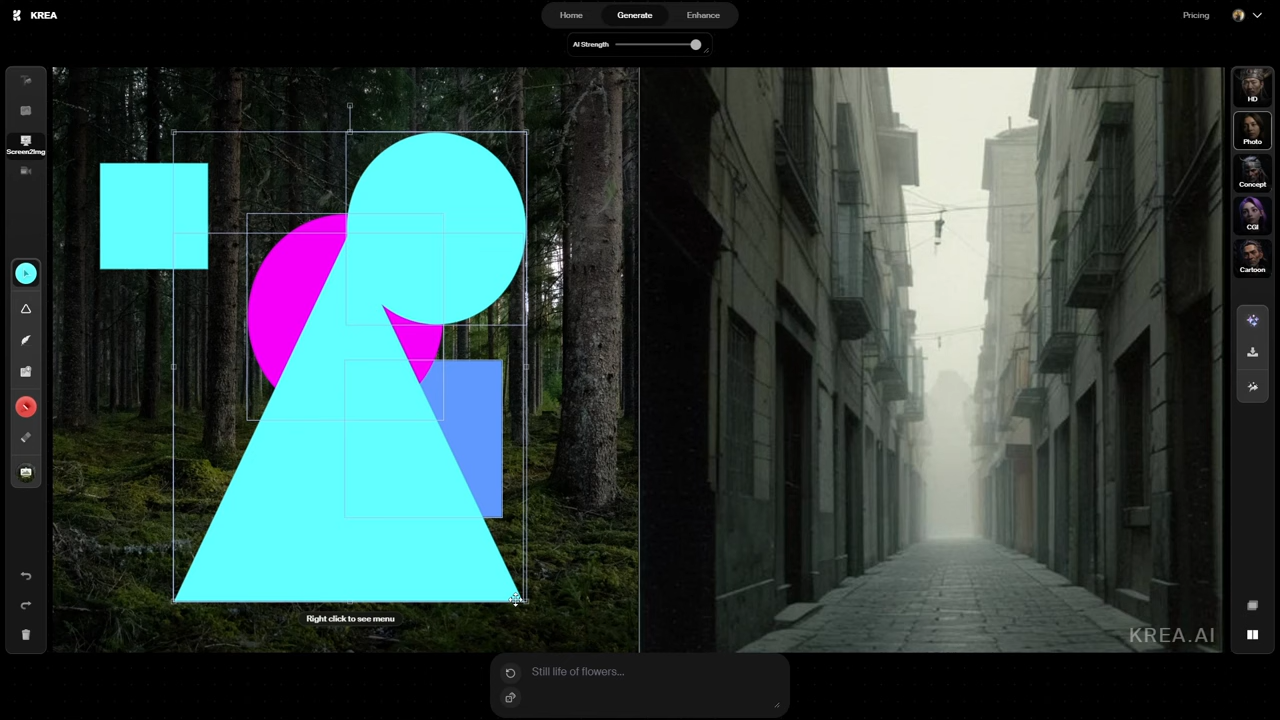 KREA
Home
Generate
Enhance
Pricing
AI Strength
Screen2Img
HD
Photo
Concept
CGI
Cartoon
Right click to see menu
KREA.AI
Still life of flowers...